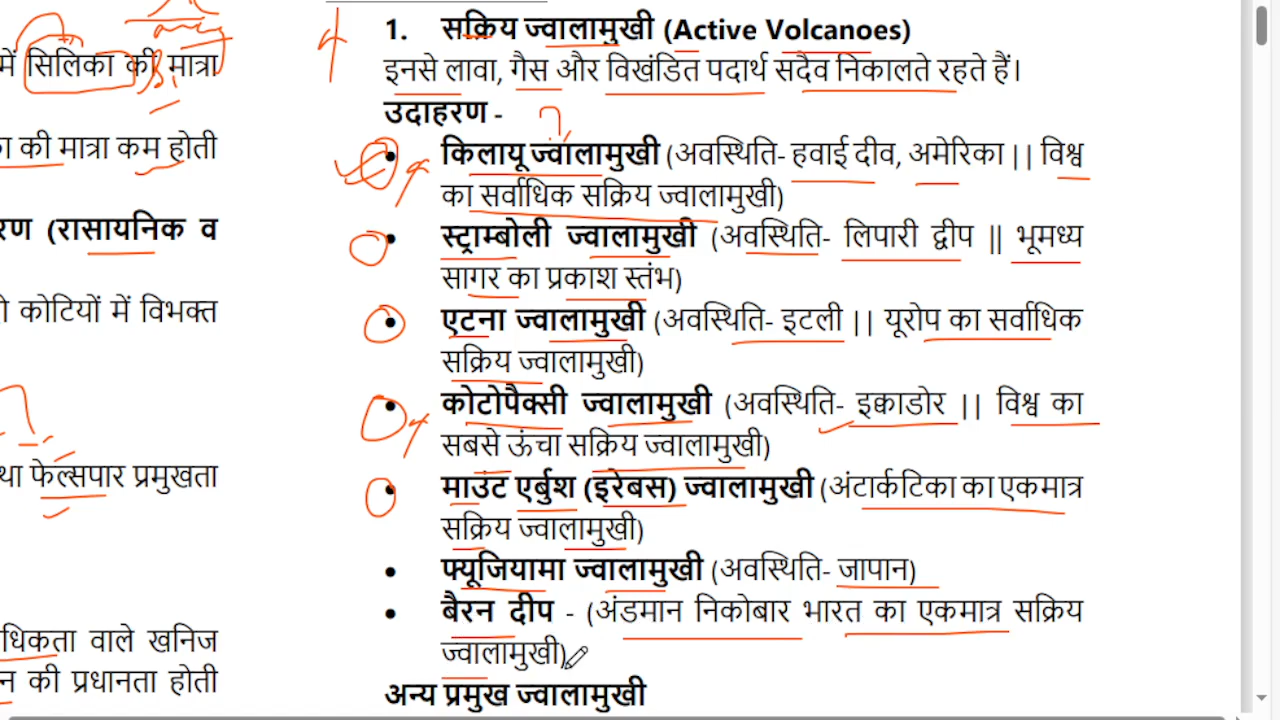 में सिलिका की मात्रा
की मात्रा कम होती
रण (रासायनिक व
कोटियों में विभक्त
था फेल्सपार प्रमुखता
धिकता वाले खनिज
न की प्रधानता होती
1. सक्रिय ज्वालामुखी (Active Volcanoes)
इनसे लावा, गैस और विखंडित पदार्थ सदैव निकालते रहते हैं।
उदाहरण -
• किलायू ज्वालामुखी (अवस्थिति- हवाई दीव, अमेरिका || विश्व
का सर्वाधिक सक्रिय ज्वालामुखी)
• स्ट्राम्बोली ज्वालामुखी (अवस्थिति- लिपारी द्वीप || भूमध्य
सागर का प्रकाश स्तंभ)
• एटना ज्वालामुखी (अवस्थिति- इटली || यूरोप का सर्वाधिक
सक्रिय ज्वालामुखी)
• कोटोपैक्सी ज्वालामुखी (अवस्थिति- इक्वाडोर || विश्व का
सबसे ऊंचा सक्रिय ज्वालामुखी)
• माउंट एर्बुश (इरेबस) ज्वालामुखी (अंटार्कटिका का एकमात्र
सक्रिय ज्वालामुखी)
• फ्यूजियामा ज्वालामुखी (अवस्थिति- जापान)
• बैरन दीप - (अंडमान निकोबार भारत का एकमात्र सक्रिय
ज्वालामुखी)
अन्य प्रमुख ज्वालामुखी